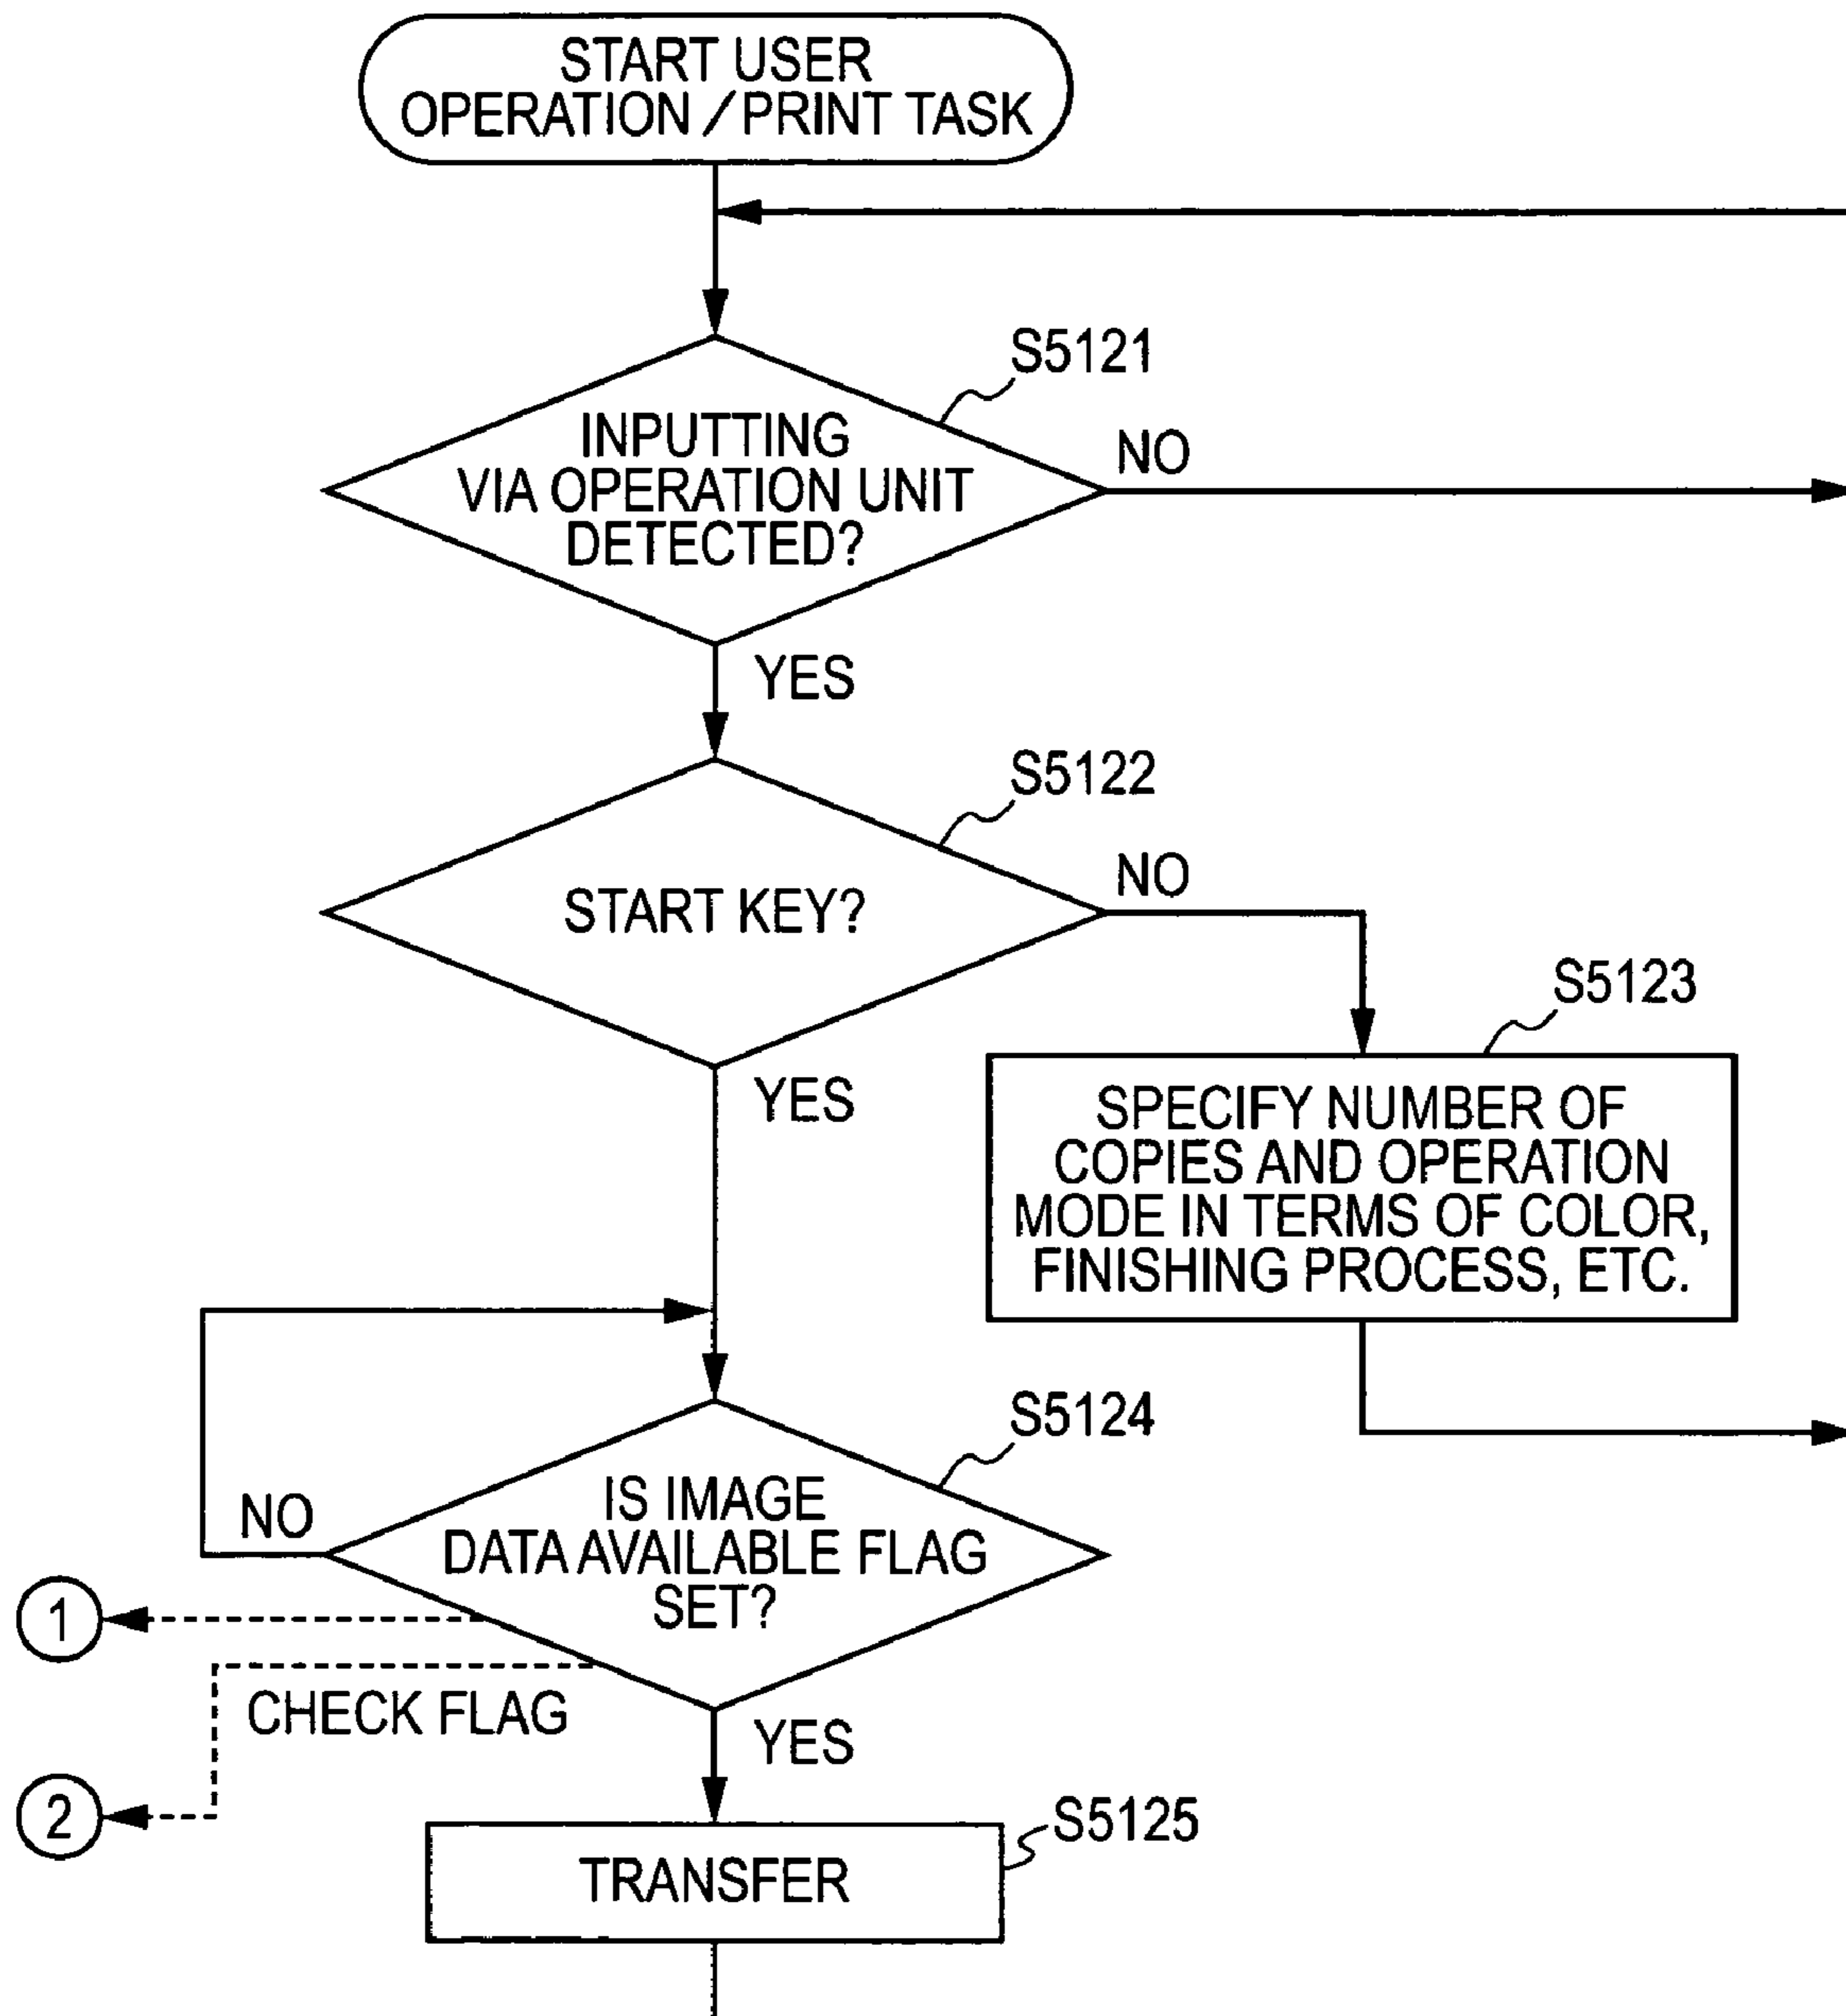 START USER
OPERATION / PRINT TASK
S5121
INPUTTING
VIA OPERATION UNIT
DETECTED?
NO
YES
S5122
START KEY?
NO
YES
S5123
SPECIFY NUMBER OF
COPIES AND OPERATION
MODE IN TERMS OF COLOR,
FINISHING PROCESS, ETC.
S5124
IS IMAGE
DATA AVAILABLE FLAG
SET?
NO
1
CHECK FLAG
YES
2
S5125
TRANSFER